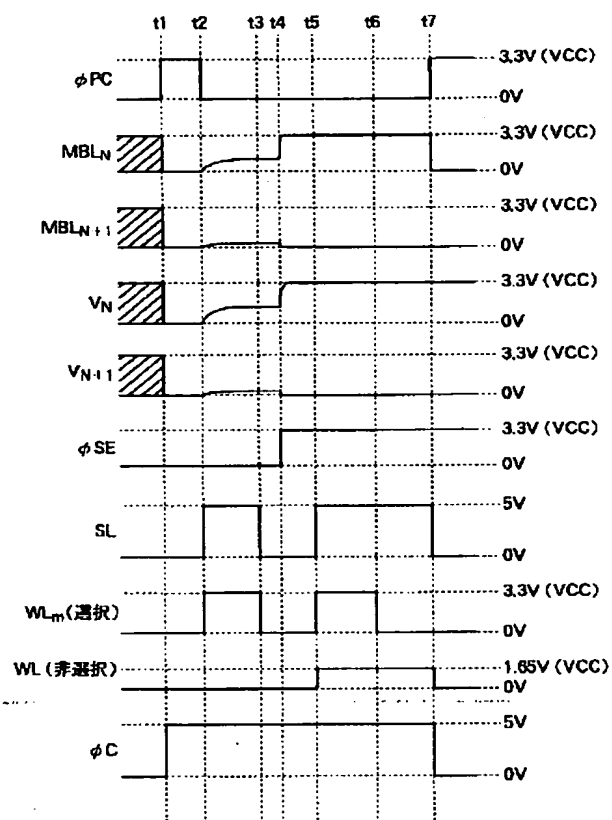 t1 t2 t3 t4 t5 t6 t7
φPC 3.3V (VCC)
0V
MBLN 3.3V (VCC)
0V
MBLN+1 3.3V (VCC)
0V
VN 3.3V (VCC)
0V
VN+1 3.3V (VCC)
0V
φSE 3.3V (VCC)
0V
SL 5V
0V
WLm(選択) 3.3V (VCC)
0V
WL(非選択) 1.65V (VCC)
0V
φC 5V
0V